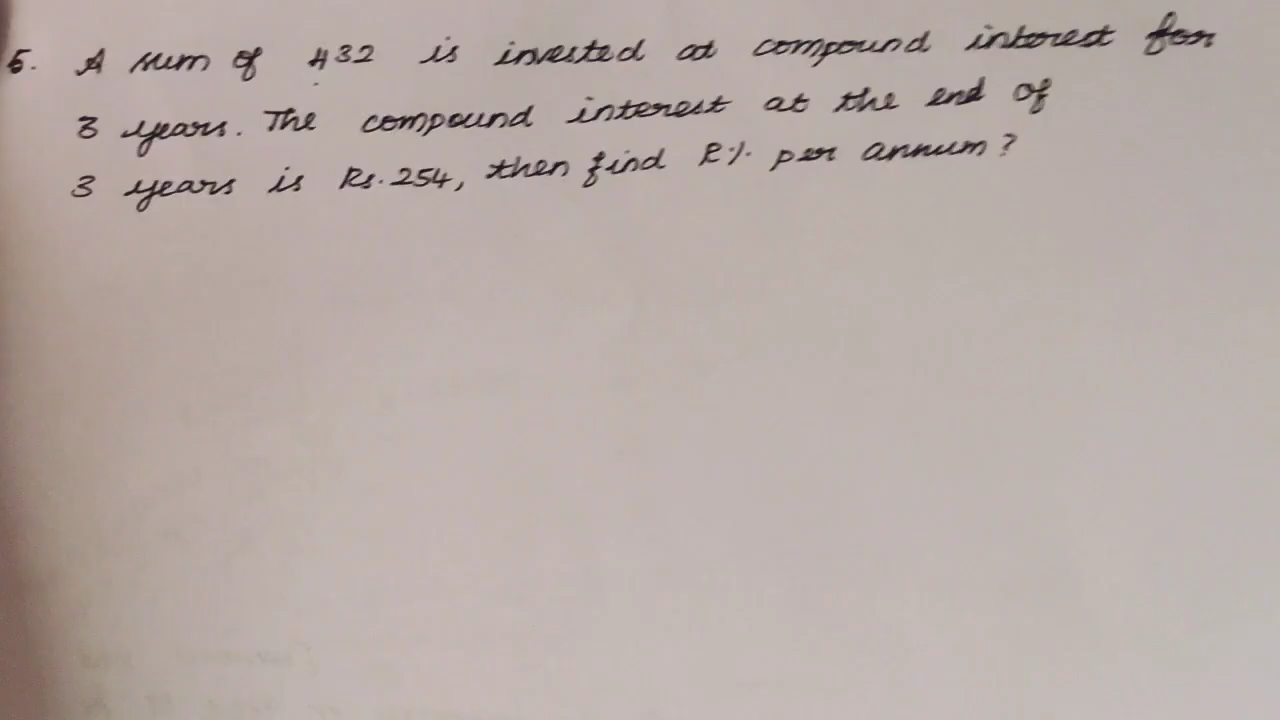 5. A sum of 432 is invested at compound interest for
3 years. The compound interest at the end of
3 years is Rs.254, then find R%. per annum?